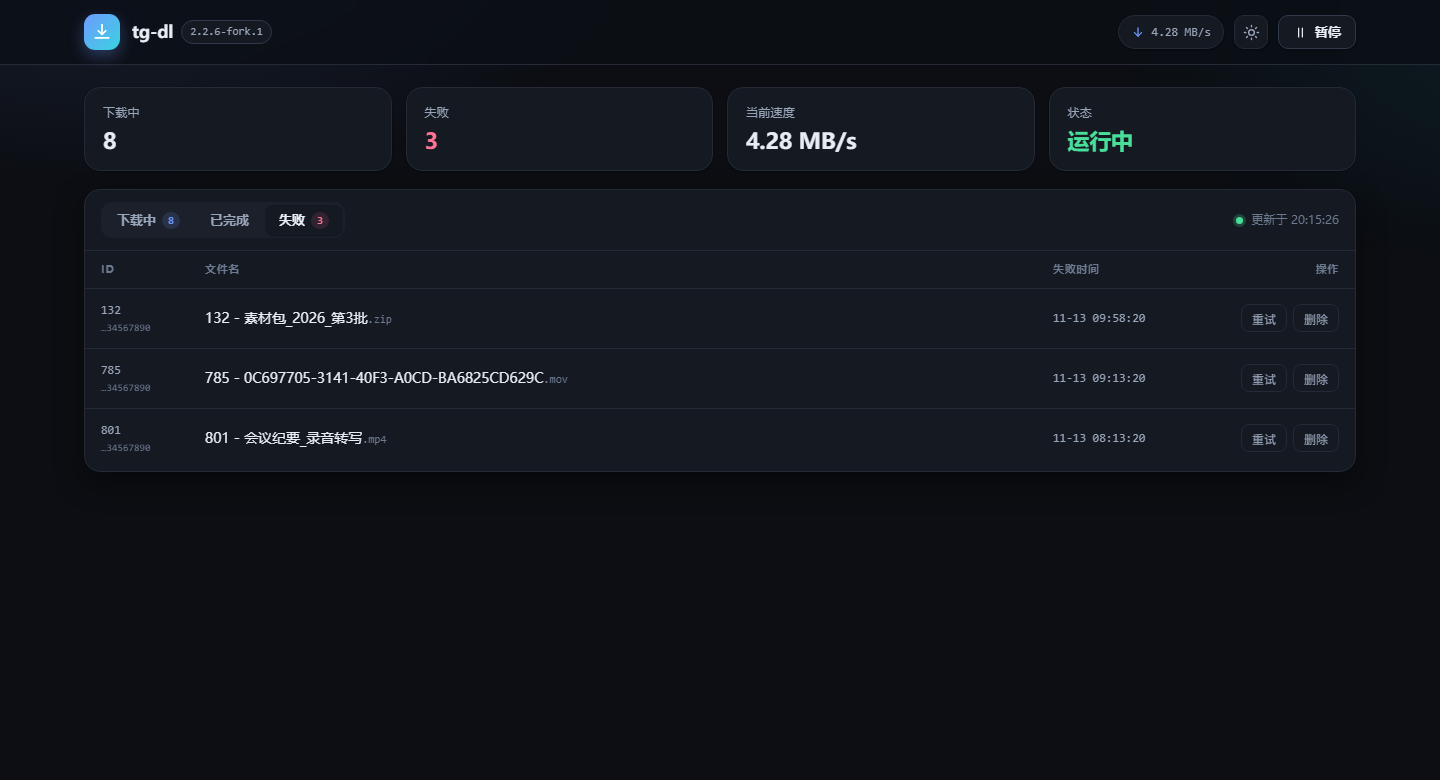 tg-dl 2.2.6-fork.1 4.28 MB/s 暂停
下载中 失败 当前速度 状态
8 3 4.28 MB/s 运行中
下载中 8 已完成 失败 3 更新于 20:15:26
ID 文件名 失败时间 操作
132
…34567890
132 - 素材包_2026_第3批.zip 11-13 09:58:20 重试 删除
785
…34567890
785 - 0C697705-3141-40F3-A0CD-BA6825CD629C.mov 11-13 09:13:20 重试 删除
801
…34567890
801 - 会议纪要_录音转写.mp4 11-13 08:13:20 重试 删除